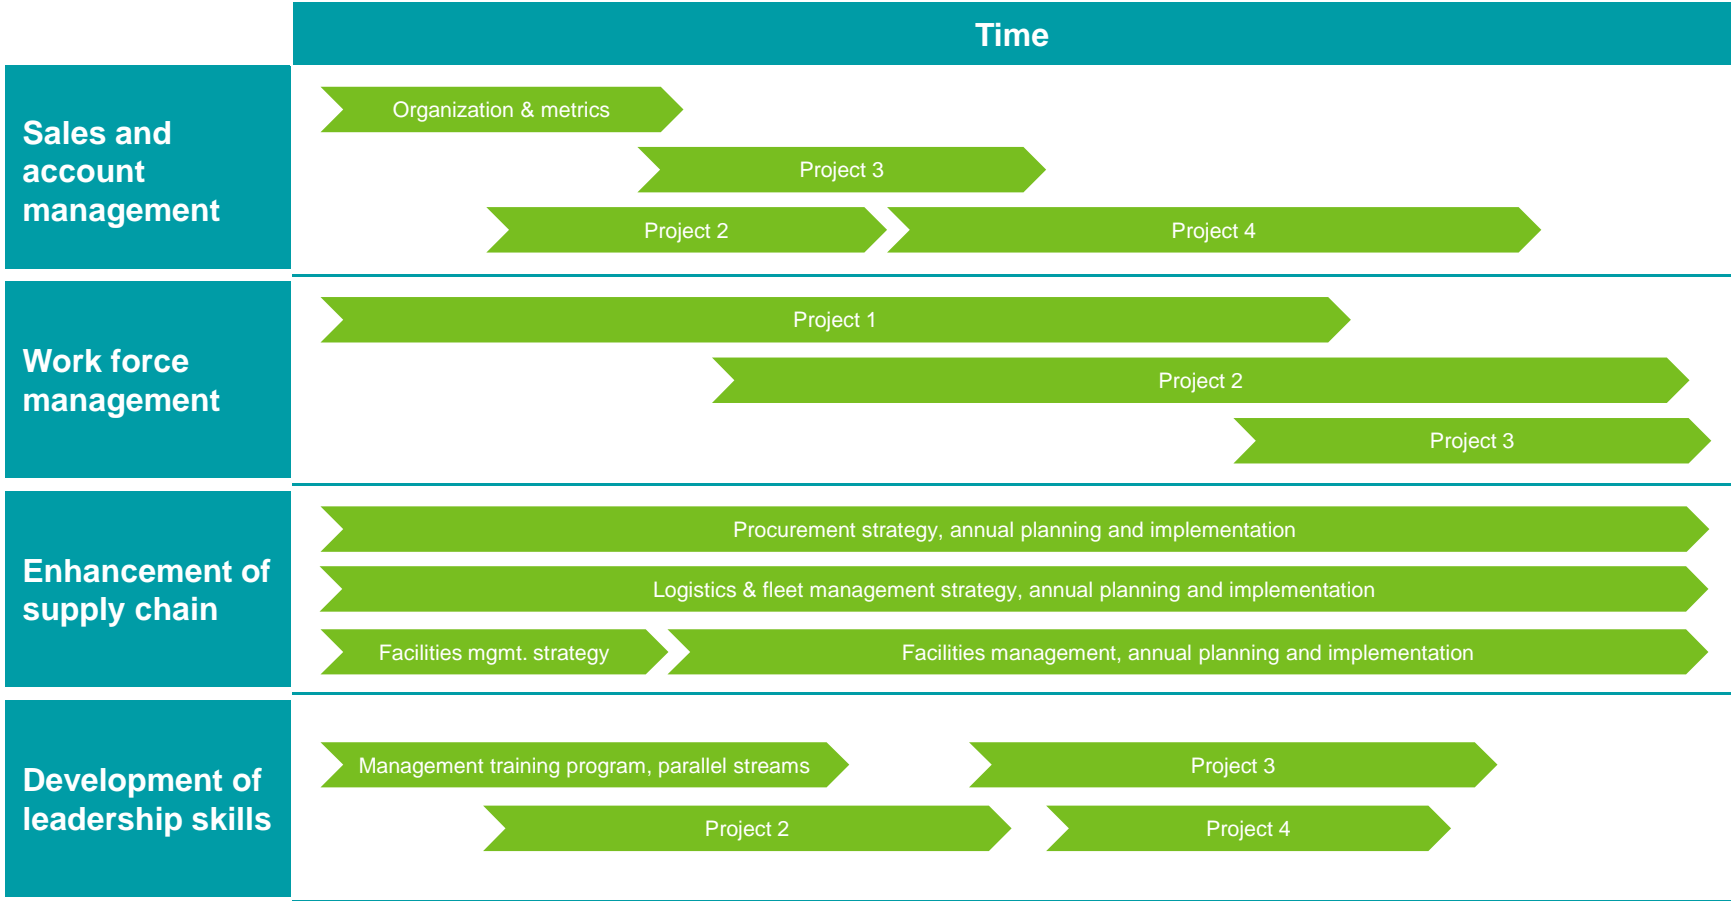 Time
Sales and
account
management
Organization & metrics
Project 3
Project 2
Project 4
Work force
management
Project 1
Project 2
Project 3
Enhancement of
supply chain
Procurement strategy, annual planning and implementation
Logistics & fleet management strategy, annual planning and implementation
Facilities mgmt. strategy
Facilities management, annual planning and implementation
Development of
leadership skills
Management training program, parallel streams
Project 3
Project 2
Project 4